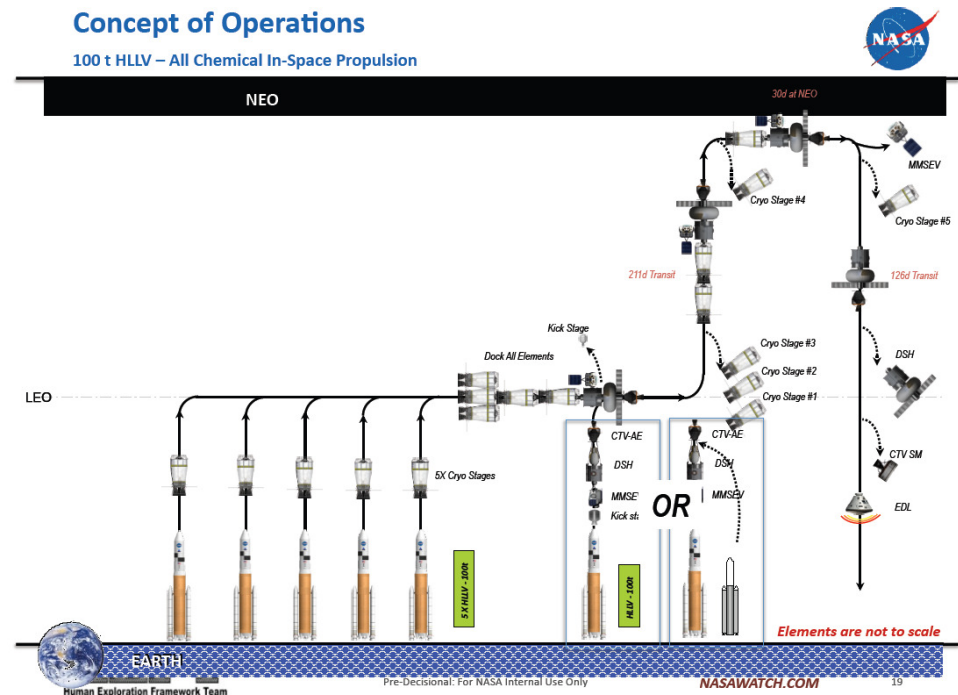 Concept of Operations
100 t HLLV – All Chemical In-Space Propulsion
NASA
NEO
30d at NEO
MMSEV
Cryo Stage #4
Cryo Stage #5
211d Transit
126d Transit
Kick Stage
Dock All Elements
Cryo Stage #3
Cryo Stage #2
Cryo Stage #1
DSH
LEO
CTV-AE
CTV-AE
DSH
DSH
CTV SM
5X Cryo Stages
MMSE
OR
MMSEV
EDL
Kick sta
5 X HLLV - 100t
HLLV - 100t
Elements are not to scale
EARTH
Human Exploration Framework Team
Pre-Decisional: For NASA Internal Use Only
NASAWATCH.COM
19